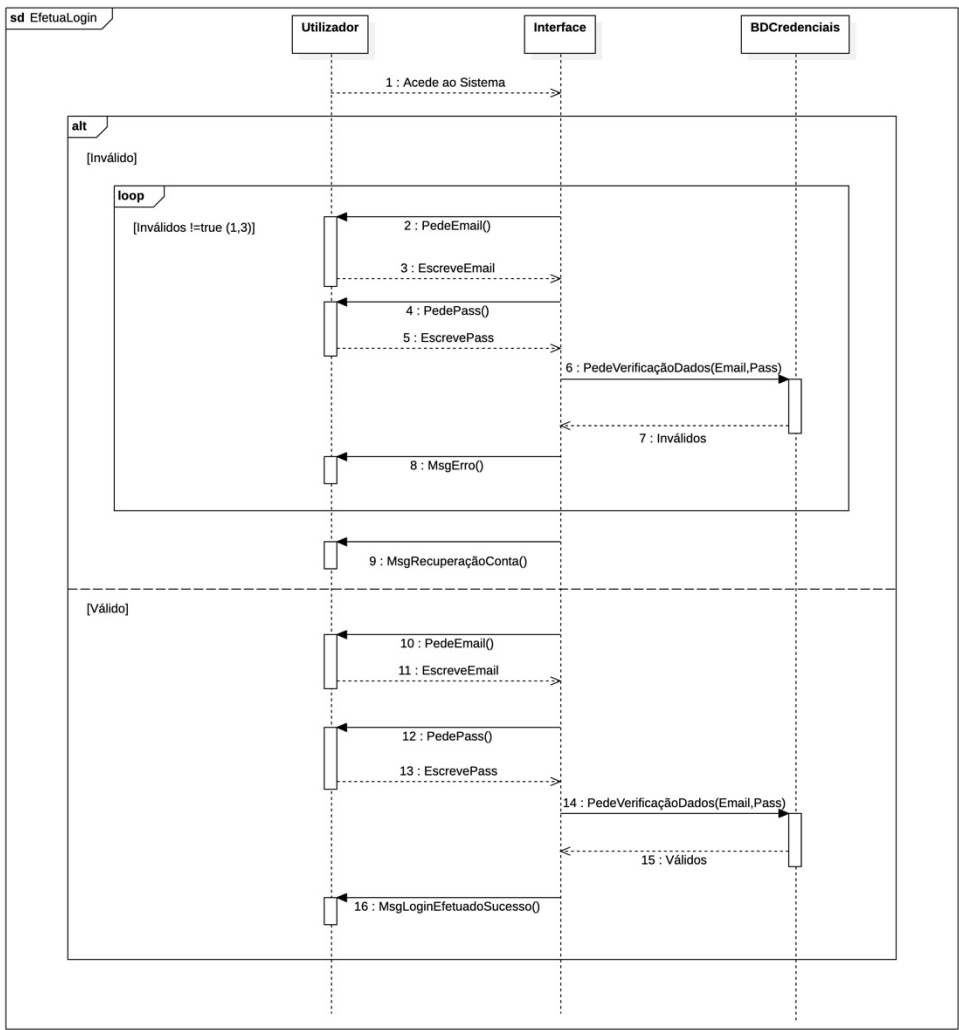 sd EfetuaLogin
Utilizador
Interface
BDCredenciais
1 : Acede ao Sistema
alt
[Inválido]
loop
[Inválidos !=true (1,3)]
2 : PedeEmail()
3 : EscreveEmail
4 : PedePass()
5 : EscrevePass
6 : PedeVerificaçãoDados(Email,Pass)
7 : Inválidos
8 : MsgErro()
9 : MsgRecuperaçãoConta()
[Válido]
10 : PedeEmail()
11 : EscreveEmail
12 : PedePass()
13 : EscrevePass
14 : PedeVerificaçãoDados(Email,Pass)
15 : Válidos
16 : MsgLoginEfetuadoSucesso()